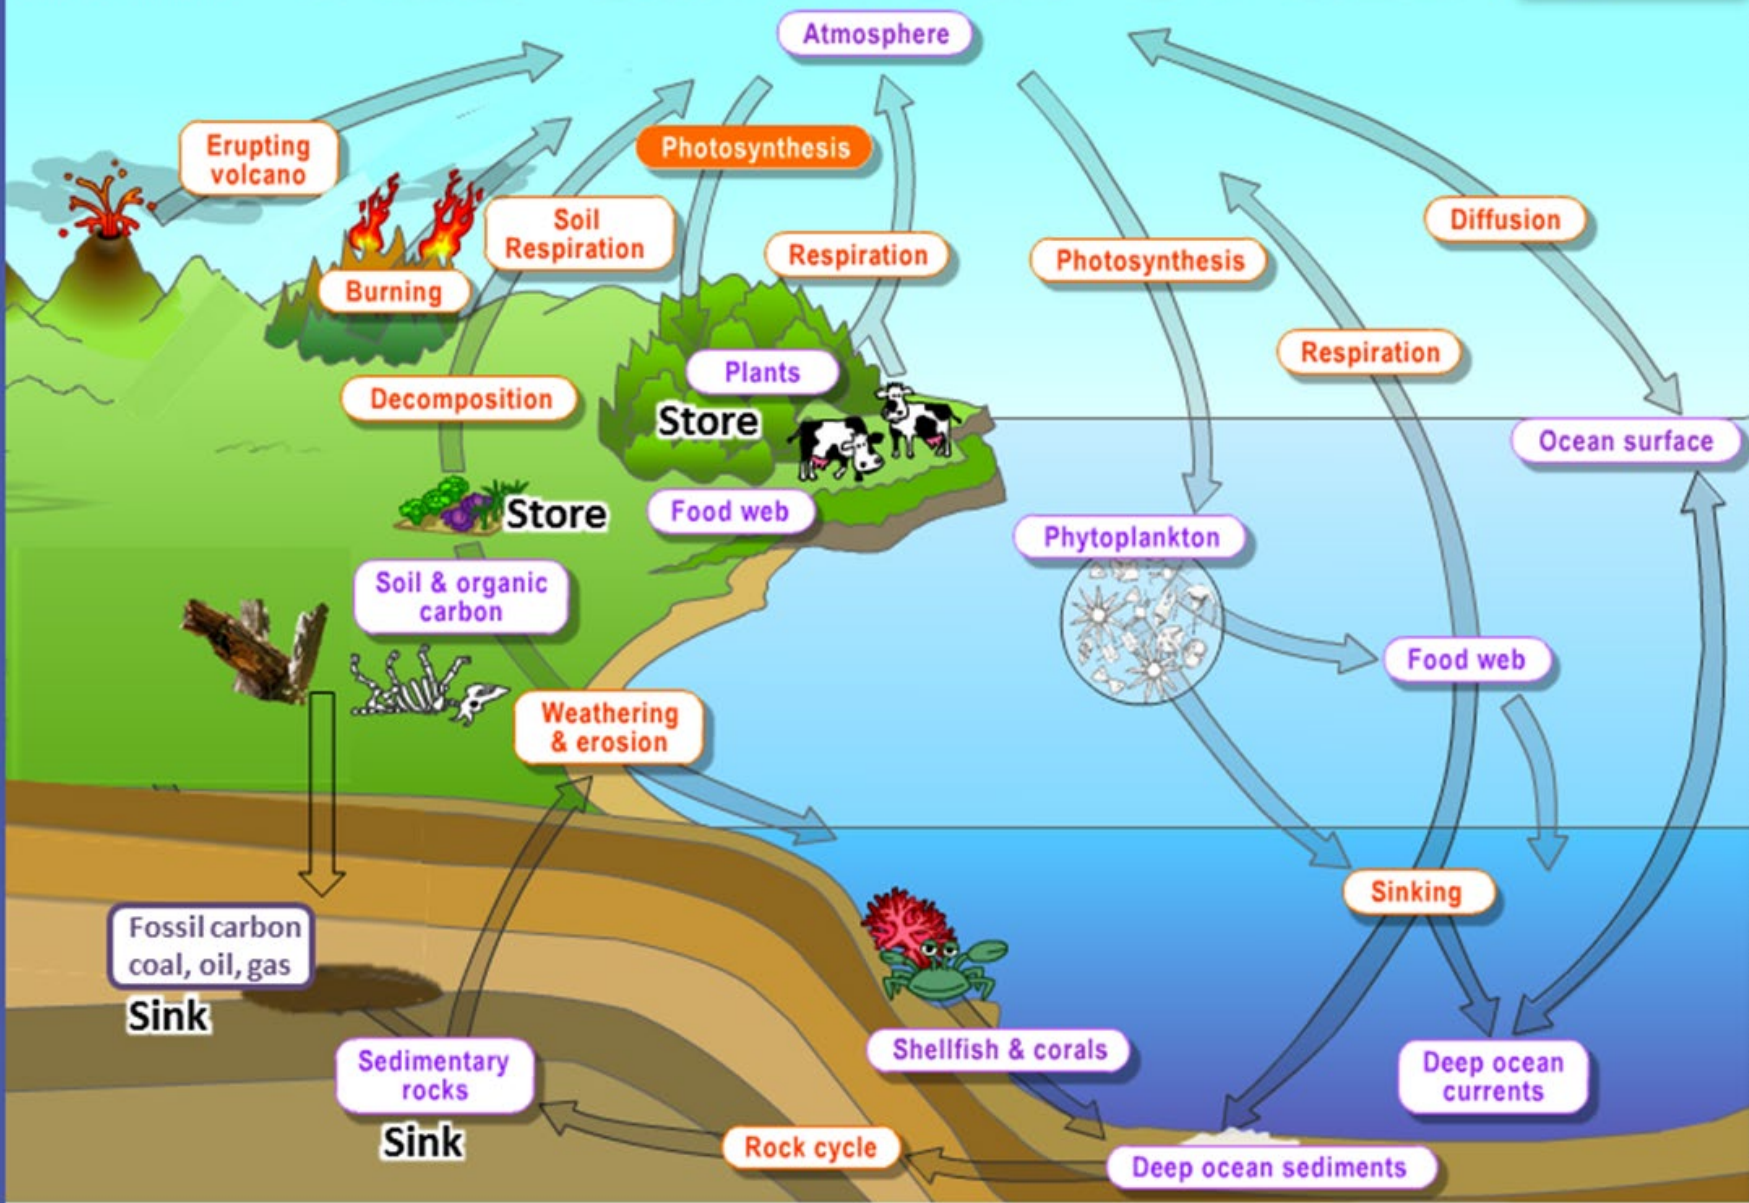 Atmosphere
Erupting
volcano
Photosynthesis
Soil
Respiration
Respiration
Photosynthesis
Diffusion
Burning
Respiration
Decomposition
Plants
Store
Ocean surface
Store
Food web
Phytoplankton
Soil & organic
carbon
Food web
Weathering
& erosion
Sinking
Fossil carbon
coal, oil, gas
Sink
Shellfish & corals
Sedimentary
rocks
Deep ocean
currents
Sink
Rock cycle
Deep ocean sediments